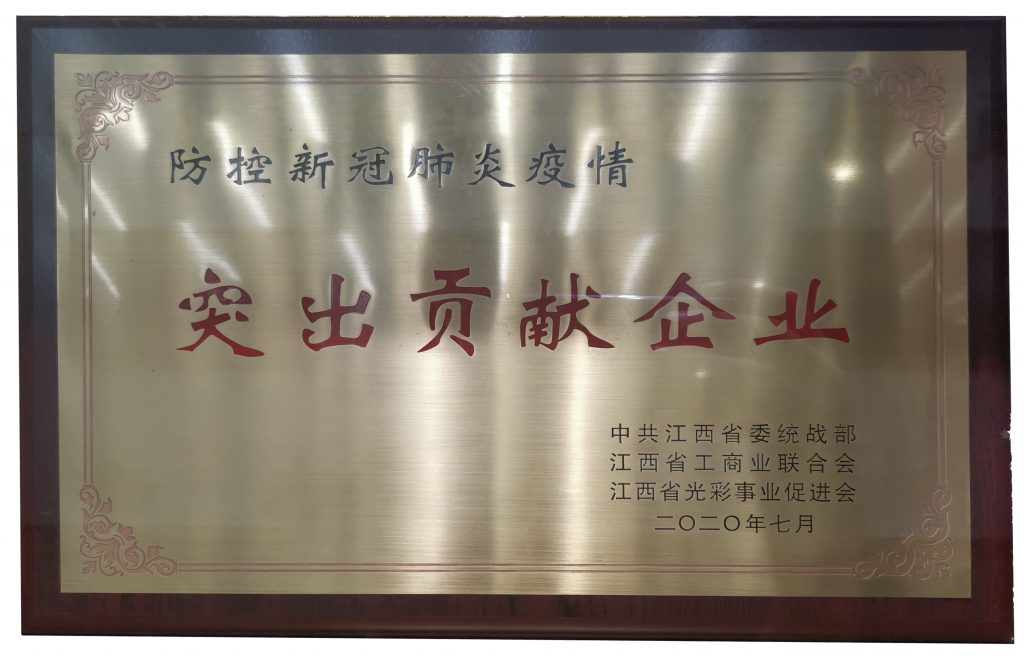 防控新冠肺炎疫情
突出贡献企业
中共江西省委统战部
江西省工商业联合会
江西省光彩事业促进会
二〇二〇年七月